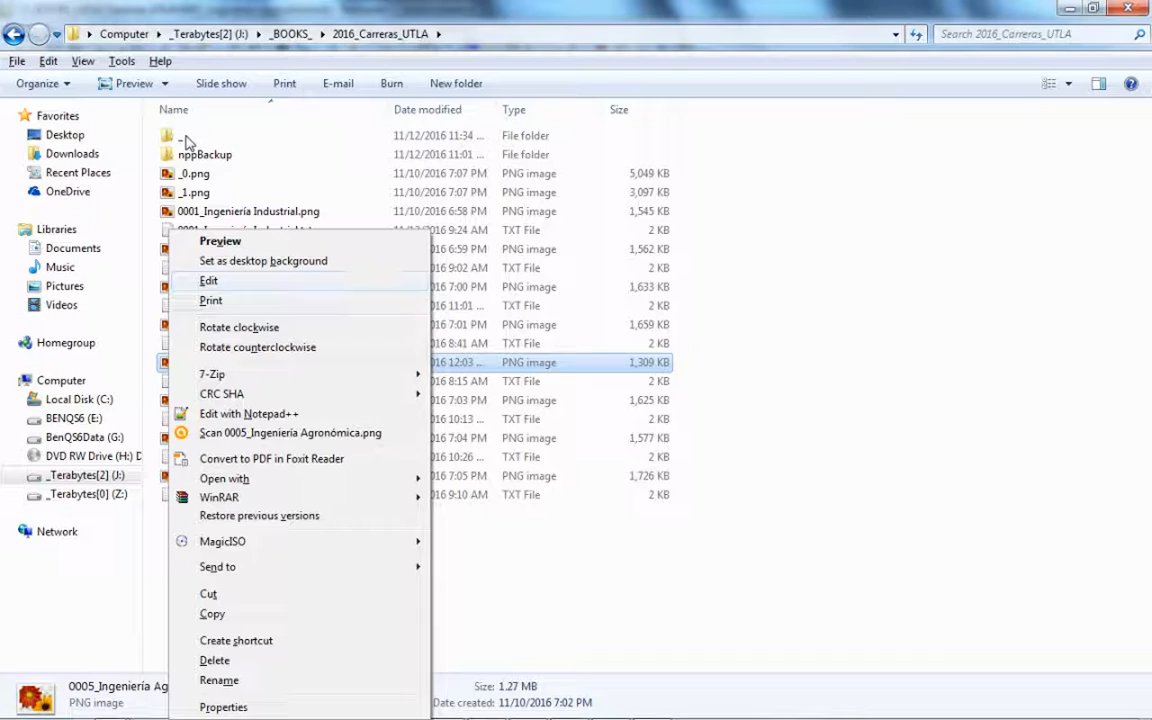 Computer ▸ _Terabytes[2] (J:) ▸ _BOOKS_ ▸ 2016_Carreras_UTLA ▸
Search 2016_Carreras_UTLA
File Edit View Tools Help
Organize Preview Slide show Print E-mail Burn New folder
Name Date modified Type Size
Favorites
Desktop
Downloads
Recent Places
OneDrive
Libraries
Documents
Music
Pictures
Videos
Homegroup
Computer
Local Disk (C:)
BENQS6 (E:)
BenQS6Data (G:)
DVD RW Drive (H:) D
_Terabytes[2] (J:)
_Terabytes[0] (Z:)
Network
11/12/2016 11:34 ... File folder
nppBackup 11/12/2016 11:01 ... File folder
_0.png 11/10/2016 7:07 PM PNG image 5,049 KB
_1.png 11/10/2016 7:07 PM PNG image 3,097 KB
0001_Ingeniería Industrial.png 11/10/2016 6:58 PM PNG image 1,545 KB
016 9:24 AM TXT File 2 KB
016 6:59 PM PNG image 1,562 KB
016 9:02 AM TXT File 2 KB
016 7:00 PM PNG image 1,633 KB
016 11:01 ... TXT File 2 KB
016 7:01 PM PNG image 1,659 KB
016 8:41 AM TXT File 2 KB
016 12:03 ... PNG image 1,309 KB
016 8:15 AM TXT File 2 KB
016 7:03 PM PNG image 1,625 KB
016 10:13 ... TXT File 2 KB
016 7:04 PM PNG image 1,577 KB
016 10:26 ... TXT File 2 KB
016 7:05 PM PNG image 1,726 KB
016 9:10 AM TXT File 2 KB
Preview
Set as desktop background
Edit
Print
Rotate clockwise
Rotate counterclockwise
7-Zip
CRC SHA
Edit with Notepad++
Scan 0005_Ingeniería Agronómica.png
Convert to PDF in Foxit Reader
Open with
WinRAR
Restore previous versions
MagicISO
Send to
Cut
Copy
Create shortcut
Delete
Rename
Properties
0005_Ingeniería Ag Size: 1.27 MB
PNG image Date created: 11/10/2016 7:02 PM